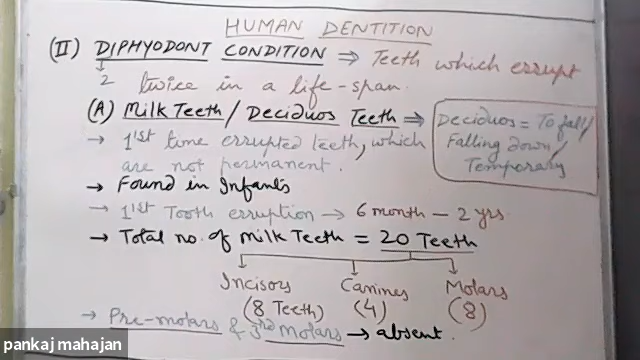 HUMAN DENTITION
(II) DIPHYODONT CONDITION ⇒ Teeth which errupt
2 twice in a life-span.
(A) Milk Teeth / Deciduos Teeth ⇒
Deciduos = To fall/
Falling down/
Temporary
→ 1st time errupted teeth, which
are not permanent.
→ Found in Infants
→ 1st Tooth erruption → 6 month – 2 yrs.
→ Total no. of milk Teeth = 20 Teeth
Incisors Canines Molars
(8 Teeth) (4) (8)
→ Pre-molars & 3rd Molars → absent.
pankaj mahajan